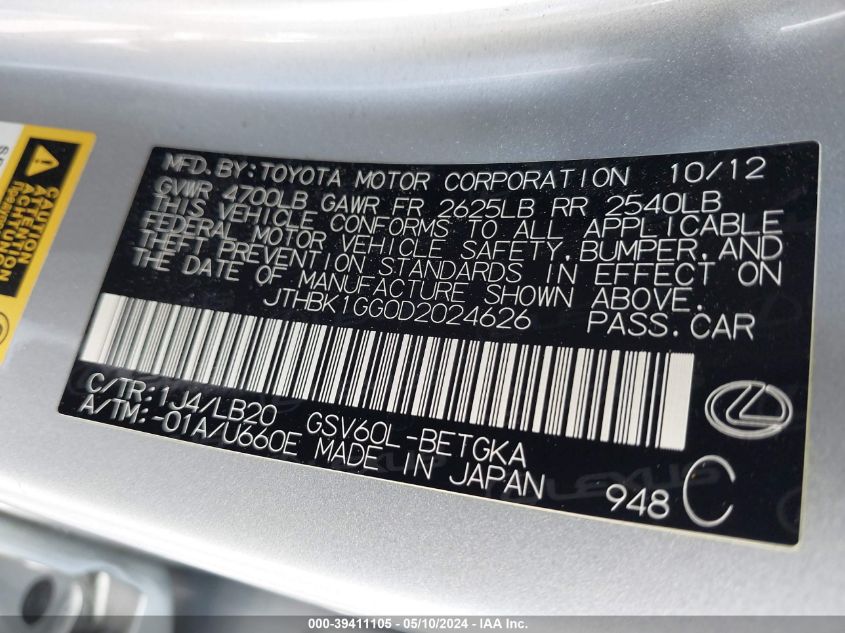 MFD. BY: TOYOTA MOTOR CORPORATION 10/12
GVWR 4700LB GAWR FR 2625LB RR 2540LB
THIS VEHICLE CONFORMS TO ALL APPLICABLE
FEDERAL MOTOR VEHICLE SAFETY, BUMPER, AND
THEFT PREVENTION STANDARDS IN EFFECT ON
THE DATE OF MANUFACTURE SHOWN ABOVE.
JTHBK1GG0D2024626 PASS. CAR
C/TR: 1J4/LB20 GSV60L-BETGKA
A/TM: -01A/U660E MADE IN JAPAN
948 C
CAUTION
ATTENTION
ACHTUNG
000-39411105 - 05/10/2024 - IAA Inc.